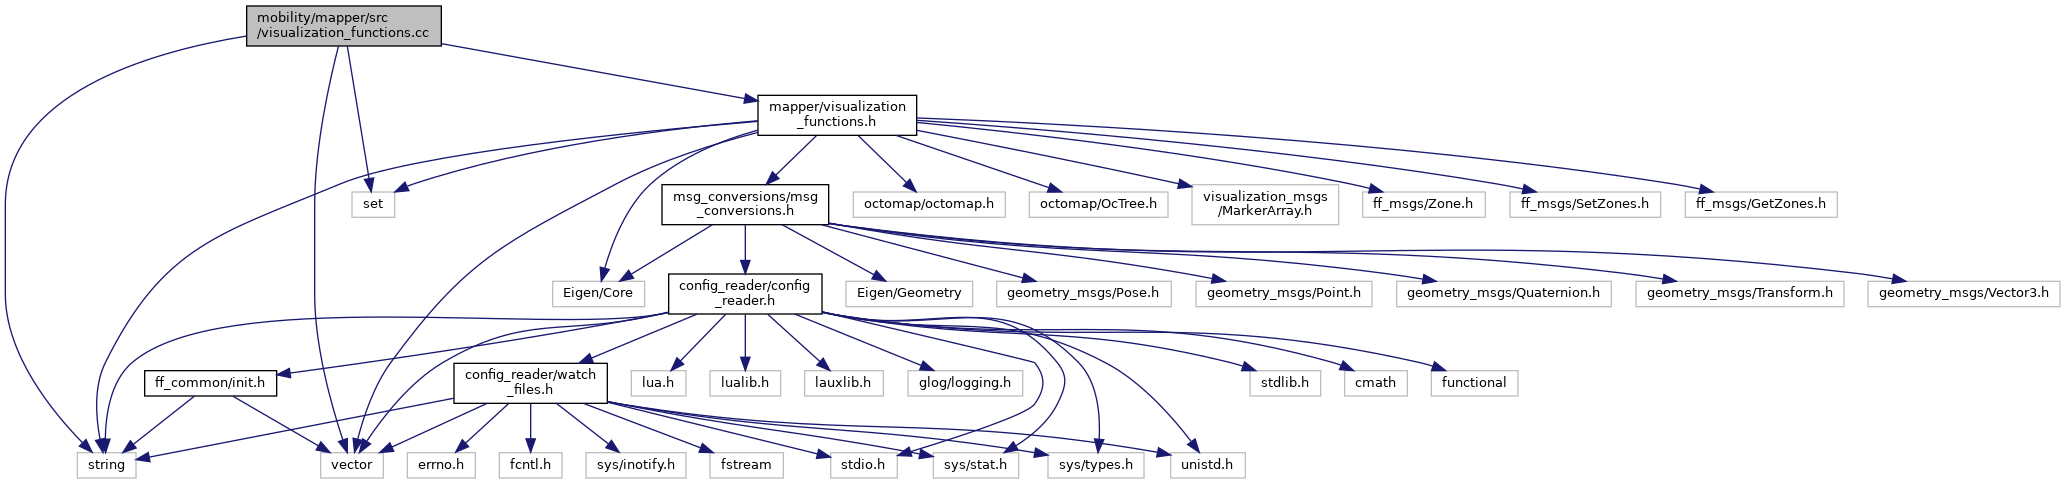 mobility/mapper/src
/visualization_functions.cc
mapper/visualization
_functions.h
set
msg_conversions/msg
_conversions.h
octomap/octomap.h
octomap/OcTree.h
visualization_msgs
/MarkerArray.h
ff_msgs/Zone.h
ff_msgs/SetZones.h
ff_msgs/GetZones.h
Eigen/Core
config_reader/config
_reader.h
Eigen/Geometry
geometry_msgs/Pose.h
geometry_msgs/Point.h
geometry_msgs/Quaternion.h
geometry_msgs/Transform.h
geometry_msgs/Vector3.h
ff_common/init.h
config_reader/watch
_files.h
lua.h
lualib.h
lauxlib.h
glog/logging.h
stdlib.h
cmath
functional
string
vector
errno.h
fcntl.h
sys/inotify.h
fstream
stdio.h
sys/stat.h
sys/types.h
unistd.h